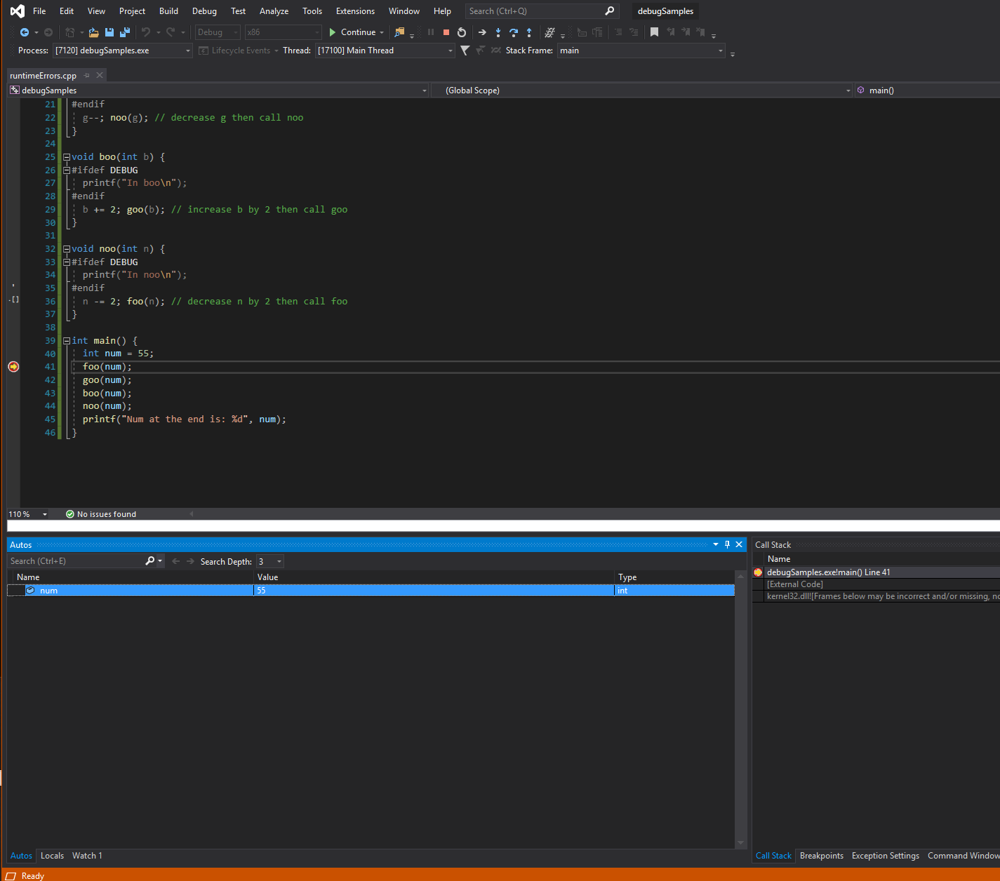 File Edit View Project Build Debug Test Analyze Tools Extensions Window Help Search (Ctrl+Q) debugSamples
Debug x86 Continue
Process: [7120] debugSamples.exe Lifecycle Events Thread: [17100] Main Thread Stack Frame: main
runtimeErrors.cpp
debugSamples (Global Scope) main()
21 #endif
22 g--; noo(g); // decrease g then call noo
23 }
24
25 void boo(int b) {
26 #ifdef DEBUG
27 printf("In boo\n");
28 #endif
29 b += 2; goo(b); // increase b by 2 then call goo
30 }
31
32 void noo(int n) {
33 #ifdef DEBUG
34 printf("In noo\n");
35 #endif
36 n -= 2; foo(n); // decrease n by 2 then call foo
37 }
38
39 int main() {
40 int num = 55;
41 foo(num);
42 goo(num);
43 boo(num);
44 noo(num);
45 printf("Num at the end is: %d", num);
46 }
110 % No issues found
Autos
Search (Ctrl+E) Search Depth: 3
Name Value Type
num 55 int
Autos Locals Watch 1
Call Stack
Name
debugSamples.exe!main() Line 41
[External Code]
kernel32.dll![Frames below may be incorrect and/or missing, no
Call Stack Breakpoints Exception Settings Command Window
Ready